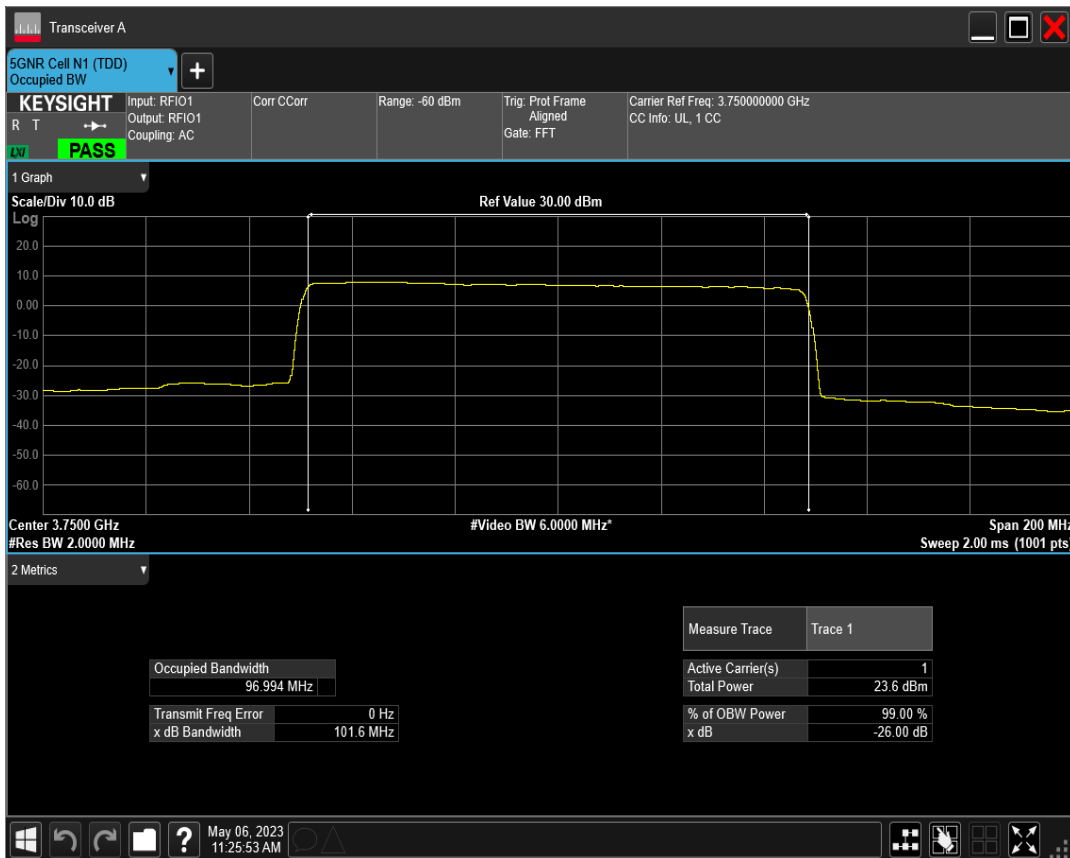 Transceiver A
5GNR Cell N1 (TDD)
Occupied BW
+
KEYSIGHT
R T
LXI
PASS
Input: RFIO1
Output: RFIO1
Coupling: AC
Corr CCorr
Range: -60 dBm
Trig: Prot Frame
Aligned
Gate: FFT
Carrier Ref Freq: 3.750000000 GHz
CC Info: UL, 1 CC
1 Graph
Scale/Div 10.0 dB
Ref Value 30.00 dBm
Log
20.0
10.0
0.00
-10.0
-20.0
-30.0
-40.0
-50.0
-60.0
Center 3.7500 GHz
#Video BW 6.0000 MHz*
Span 200 MHz
#Res BW 2.0000 MHz
Sweep 2.00 ms (1001 pts)
2 Metrics
Measure Trace Trace 1
Occupied Bandwidth
96.994 MHz
Active Carrier(s) 1
Total Power 23.6 dBm
Transmit Freq Error 0 Hz
x dB Bandwidth 101.6 MHz
% of OBW Power 99.00 %
x dB -26.00 dB
?
May 06, 2023
11:25:53 AM